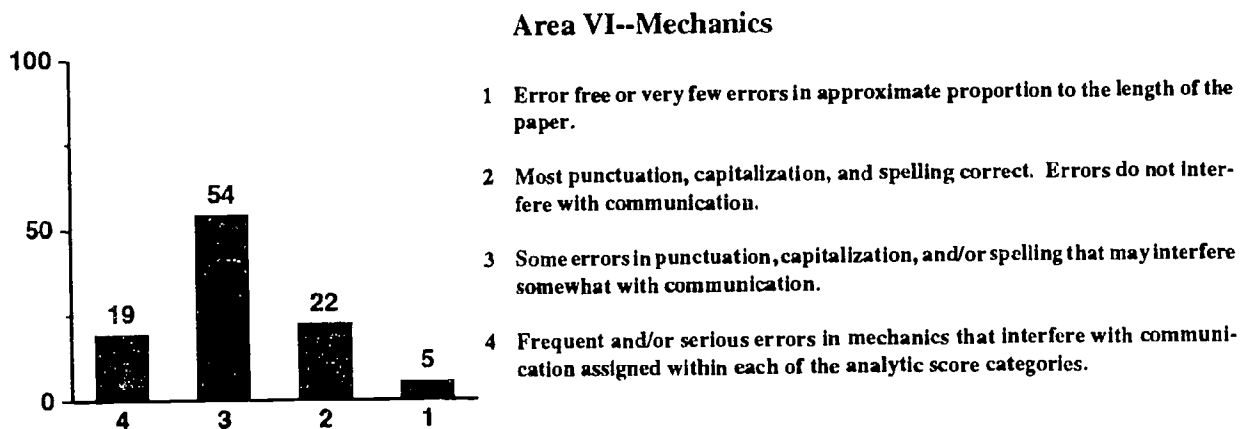 Area VI--Mechanics
100
50
0
19
54
22
5
4
3
2
1
1 Error free or very few errors in approximate proportion to the length of the
paper.
2 Most punctuation, capitalization, and spelling correct. Errors do not inter-
fere with communication.
3 Some errors in punctuation, capitalization, and/or spelling that may interfere
somewhat with communication.
4 Frequent and/or serious errors in mechanics that interfere with communi-
cation assigned within each of the analytic score categories.